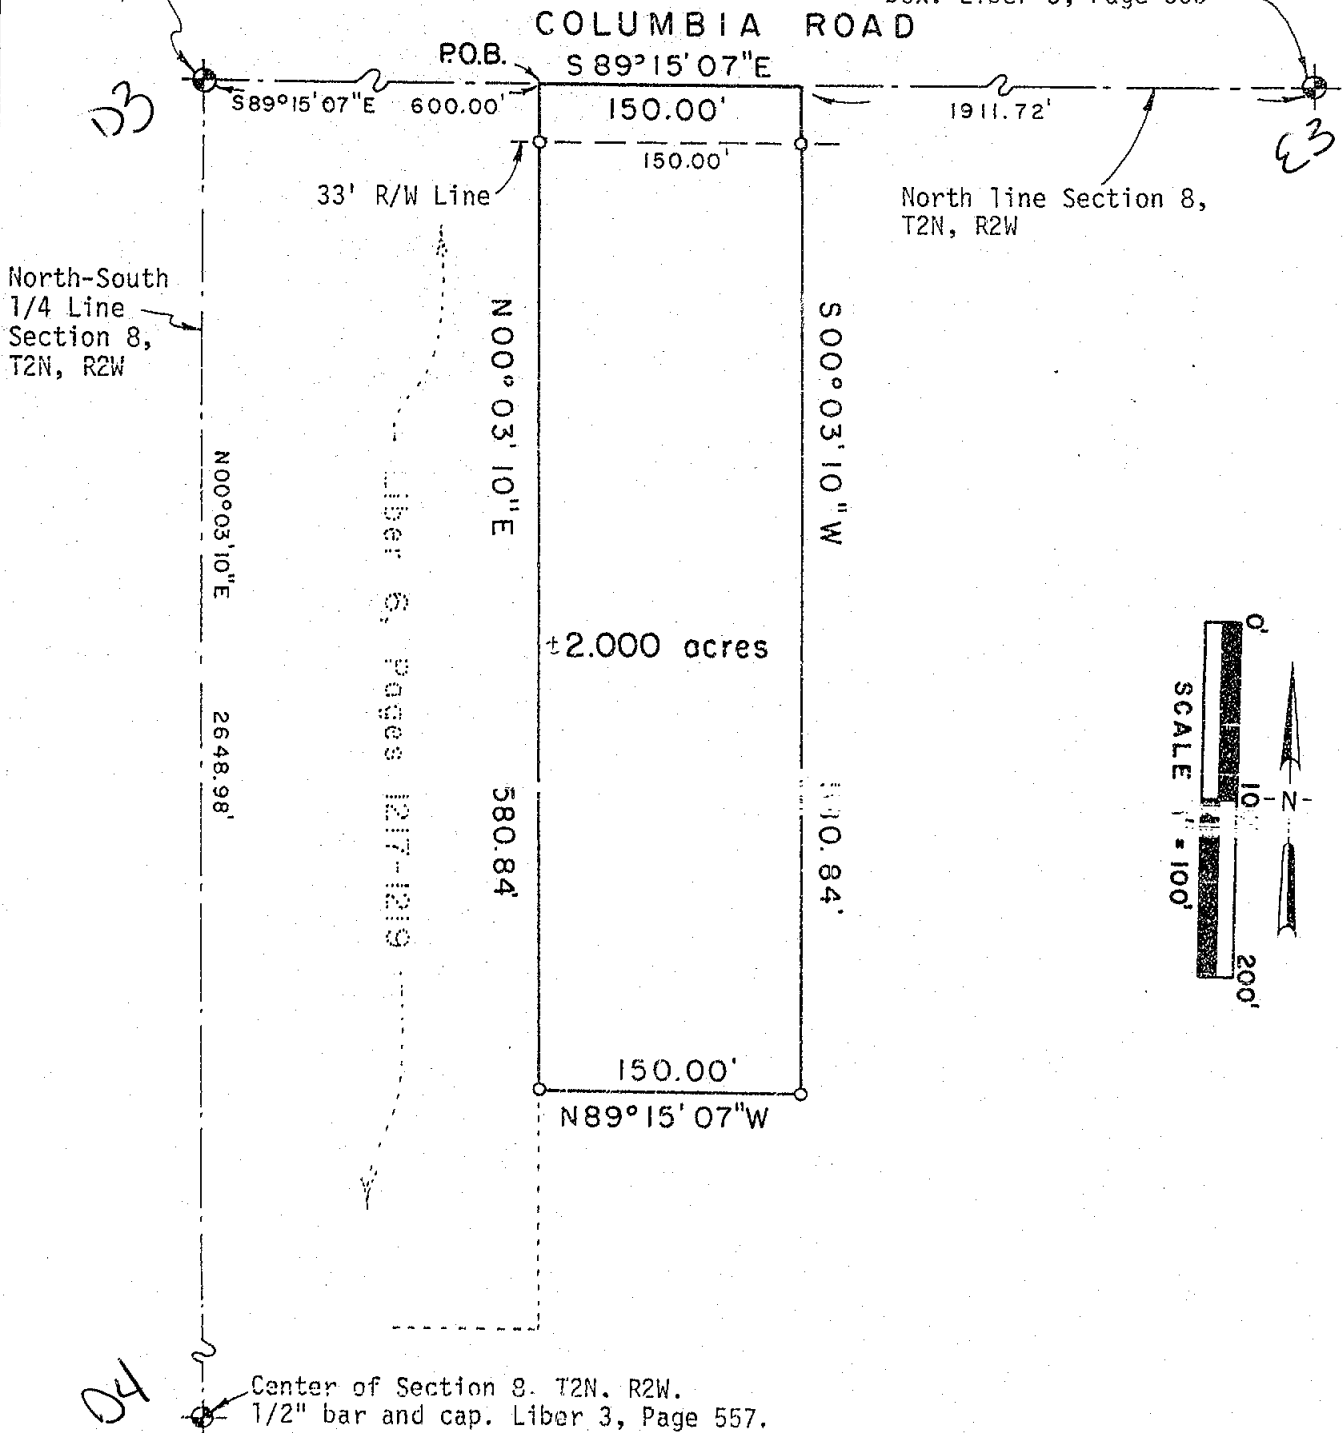 COLUMBIA ROAD
P.O.B.
S 89°15'07"E
D3
S89°15'07"E 600.00'
150.00'
1911.72'
E3
150.00'
33' R/W Line
North line Section 8,
T2N, R2W
North-South
1/4 Line
Section 8,
T2N, R2W
N00°03'10"E
S00°03'10"W
N00°03'10"E
2648.98'
Liber 6, Pages 1217-1219
±2.000 acres
580.84'
0.84'
0'
10
200'
SCALE 1" = 100'
-N-
150.00'
N89°15'07"W
D4
Center of Section 8. T2N. R2W.
1/2" bar and cap. Liber 3, Page 557.